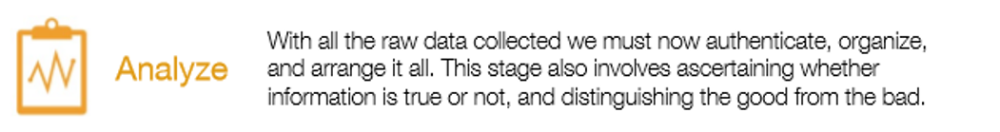 Analyze
With all the raw data collected we must now authenticate, organize,
and arrange it all. This stage also involves ascertaining whether
information is true or not, and distinguishing the good from the bad.